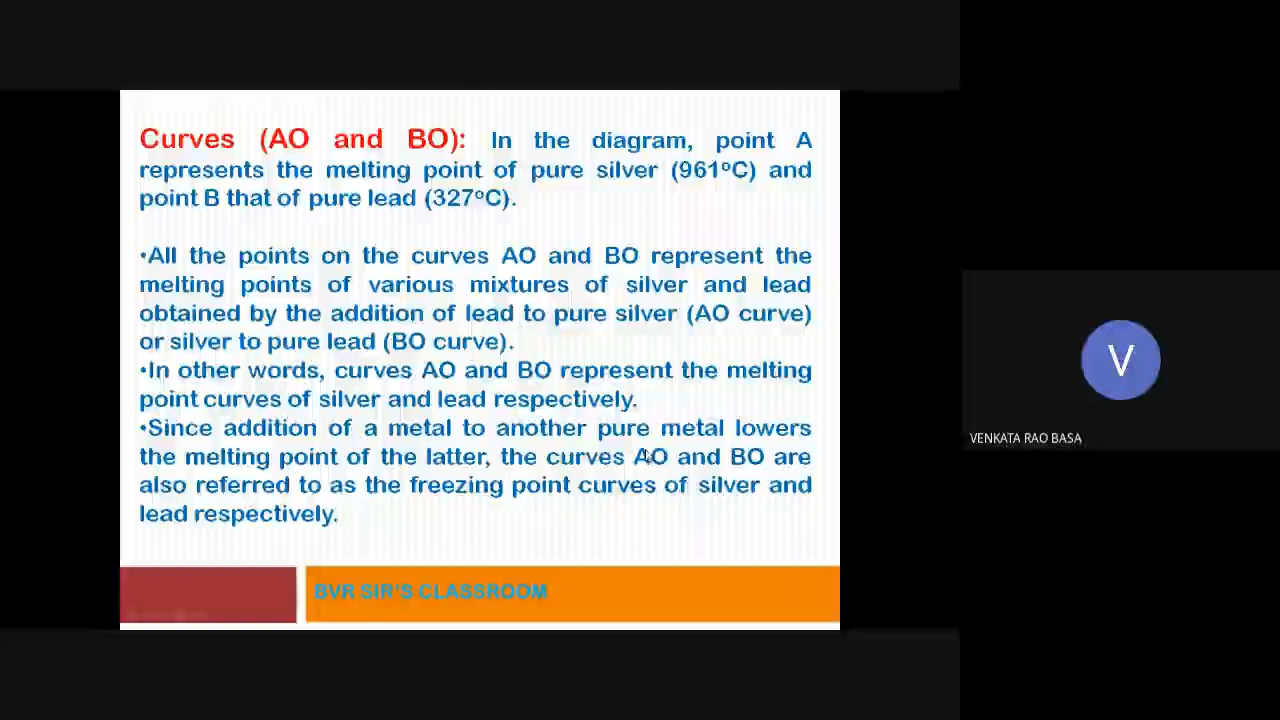 Curves (AO and BO): In the diagram, point A
represents the melting point of pure silver (961ºC) and
point B that of pure lead (327ºC).
•All the points on the curves AO and BO represent the
melting points of various mixtures of silver and lead
obtained by the addition of lead to pure silver (AO curve)
or silver to pure lead (BO curve).
•In other words, curves AO and BO represent the melting
point curves of silver and lead respectively.
•Since addition of a metal to another pure metal lowers
the melting point of the latter, the curves AO and BO are
also referred to as the freezing point curves of silver and
lead respectively.
BVR SIR'S CLASSROOM
V
VENKATA RAO BASA